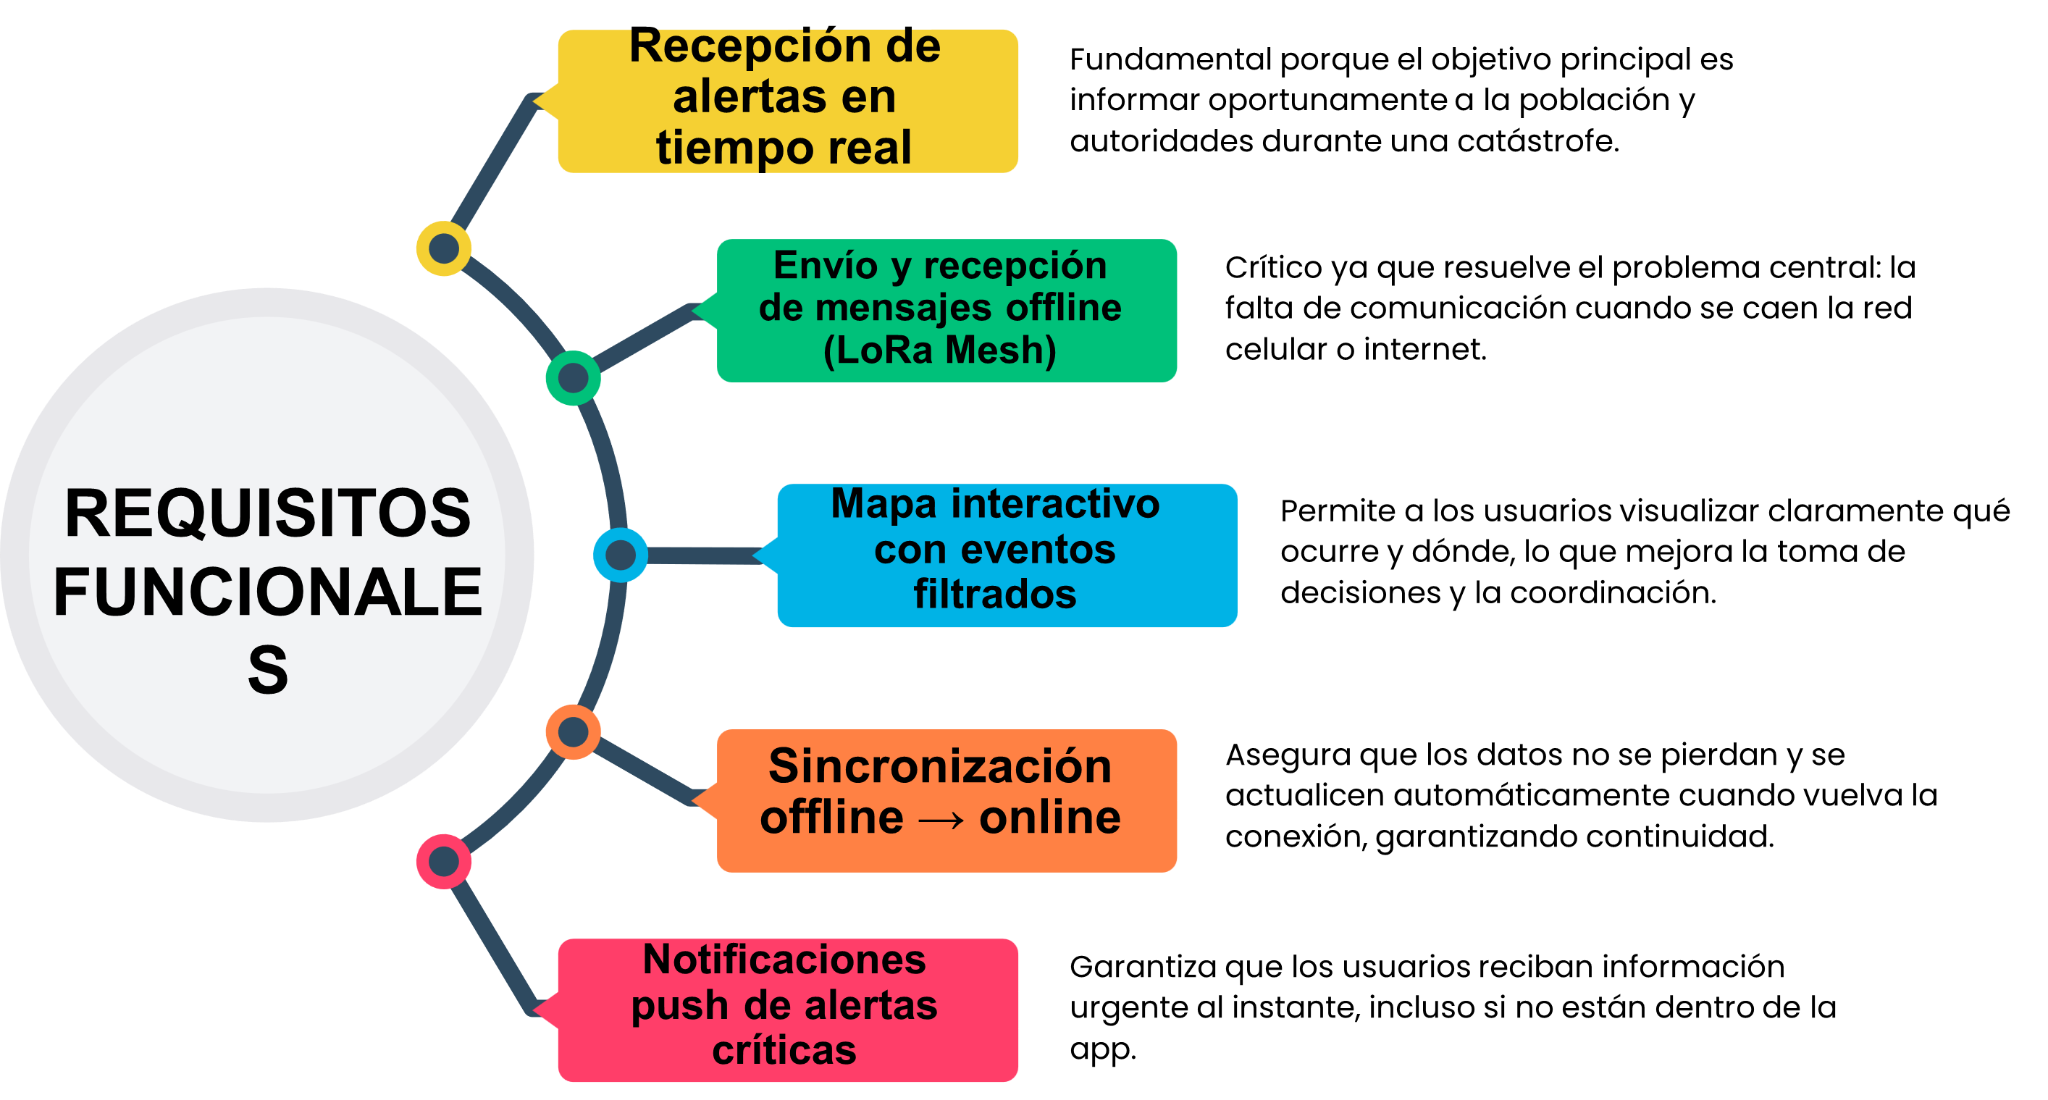 REQUISITOS
FUNCIONALE
S
Recepción de
alertas en
tiempo real
Fundamental porque el objetivo principal es
informar oportunamente a la población y
autoridades durante una catástrofe.
Envío y recepción
de mensajes offline
(LoRa Mesh)
Crítico ya que resuelve el problema central: la
falta de comunicación cuando se caen la red
celular o internet.
Mapa interactivo
con eventos
filtrados
Permite a los usuarios visualizar claramente qué
ocurre y dónde, lo que mejora la toma de
decisiones y la coordinación.
Sincronización
offline → online
Asegura que los datos no se pierdan y se
actualicen automáticamente cuando vuelva la
conexión, garantizando continuidad.
Notificaciones
push de alertas
críticas
Garantiza que los usuarios reciban información
urgente al instante, incluso si no están dentro de la
app.